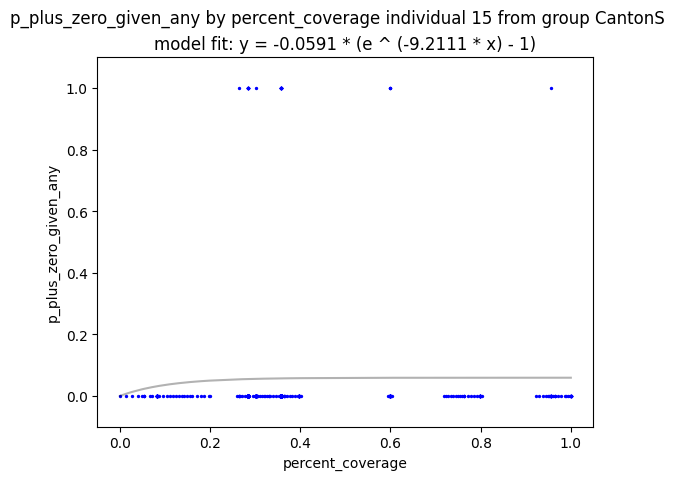 p_plus_zero_given_any by percent_coverage individual 15 from group CantonS
model fit: y = -0.0591 * (e ^ (-9.2111 * x) - 1)
1.0
0.8
0.6
0.4
0.2
0.0
p_plus_zero_given_any
0.0 0.2 0.4 0.6 0.8 1.0
percent_coverage